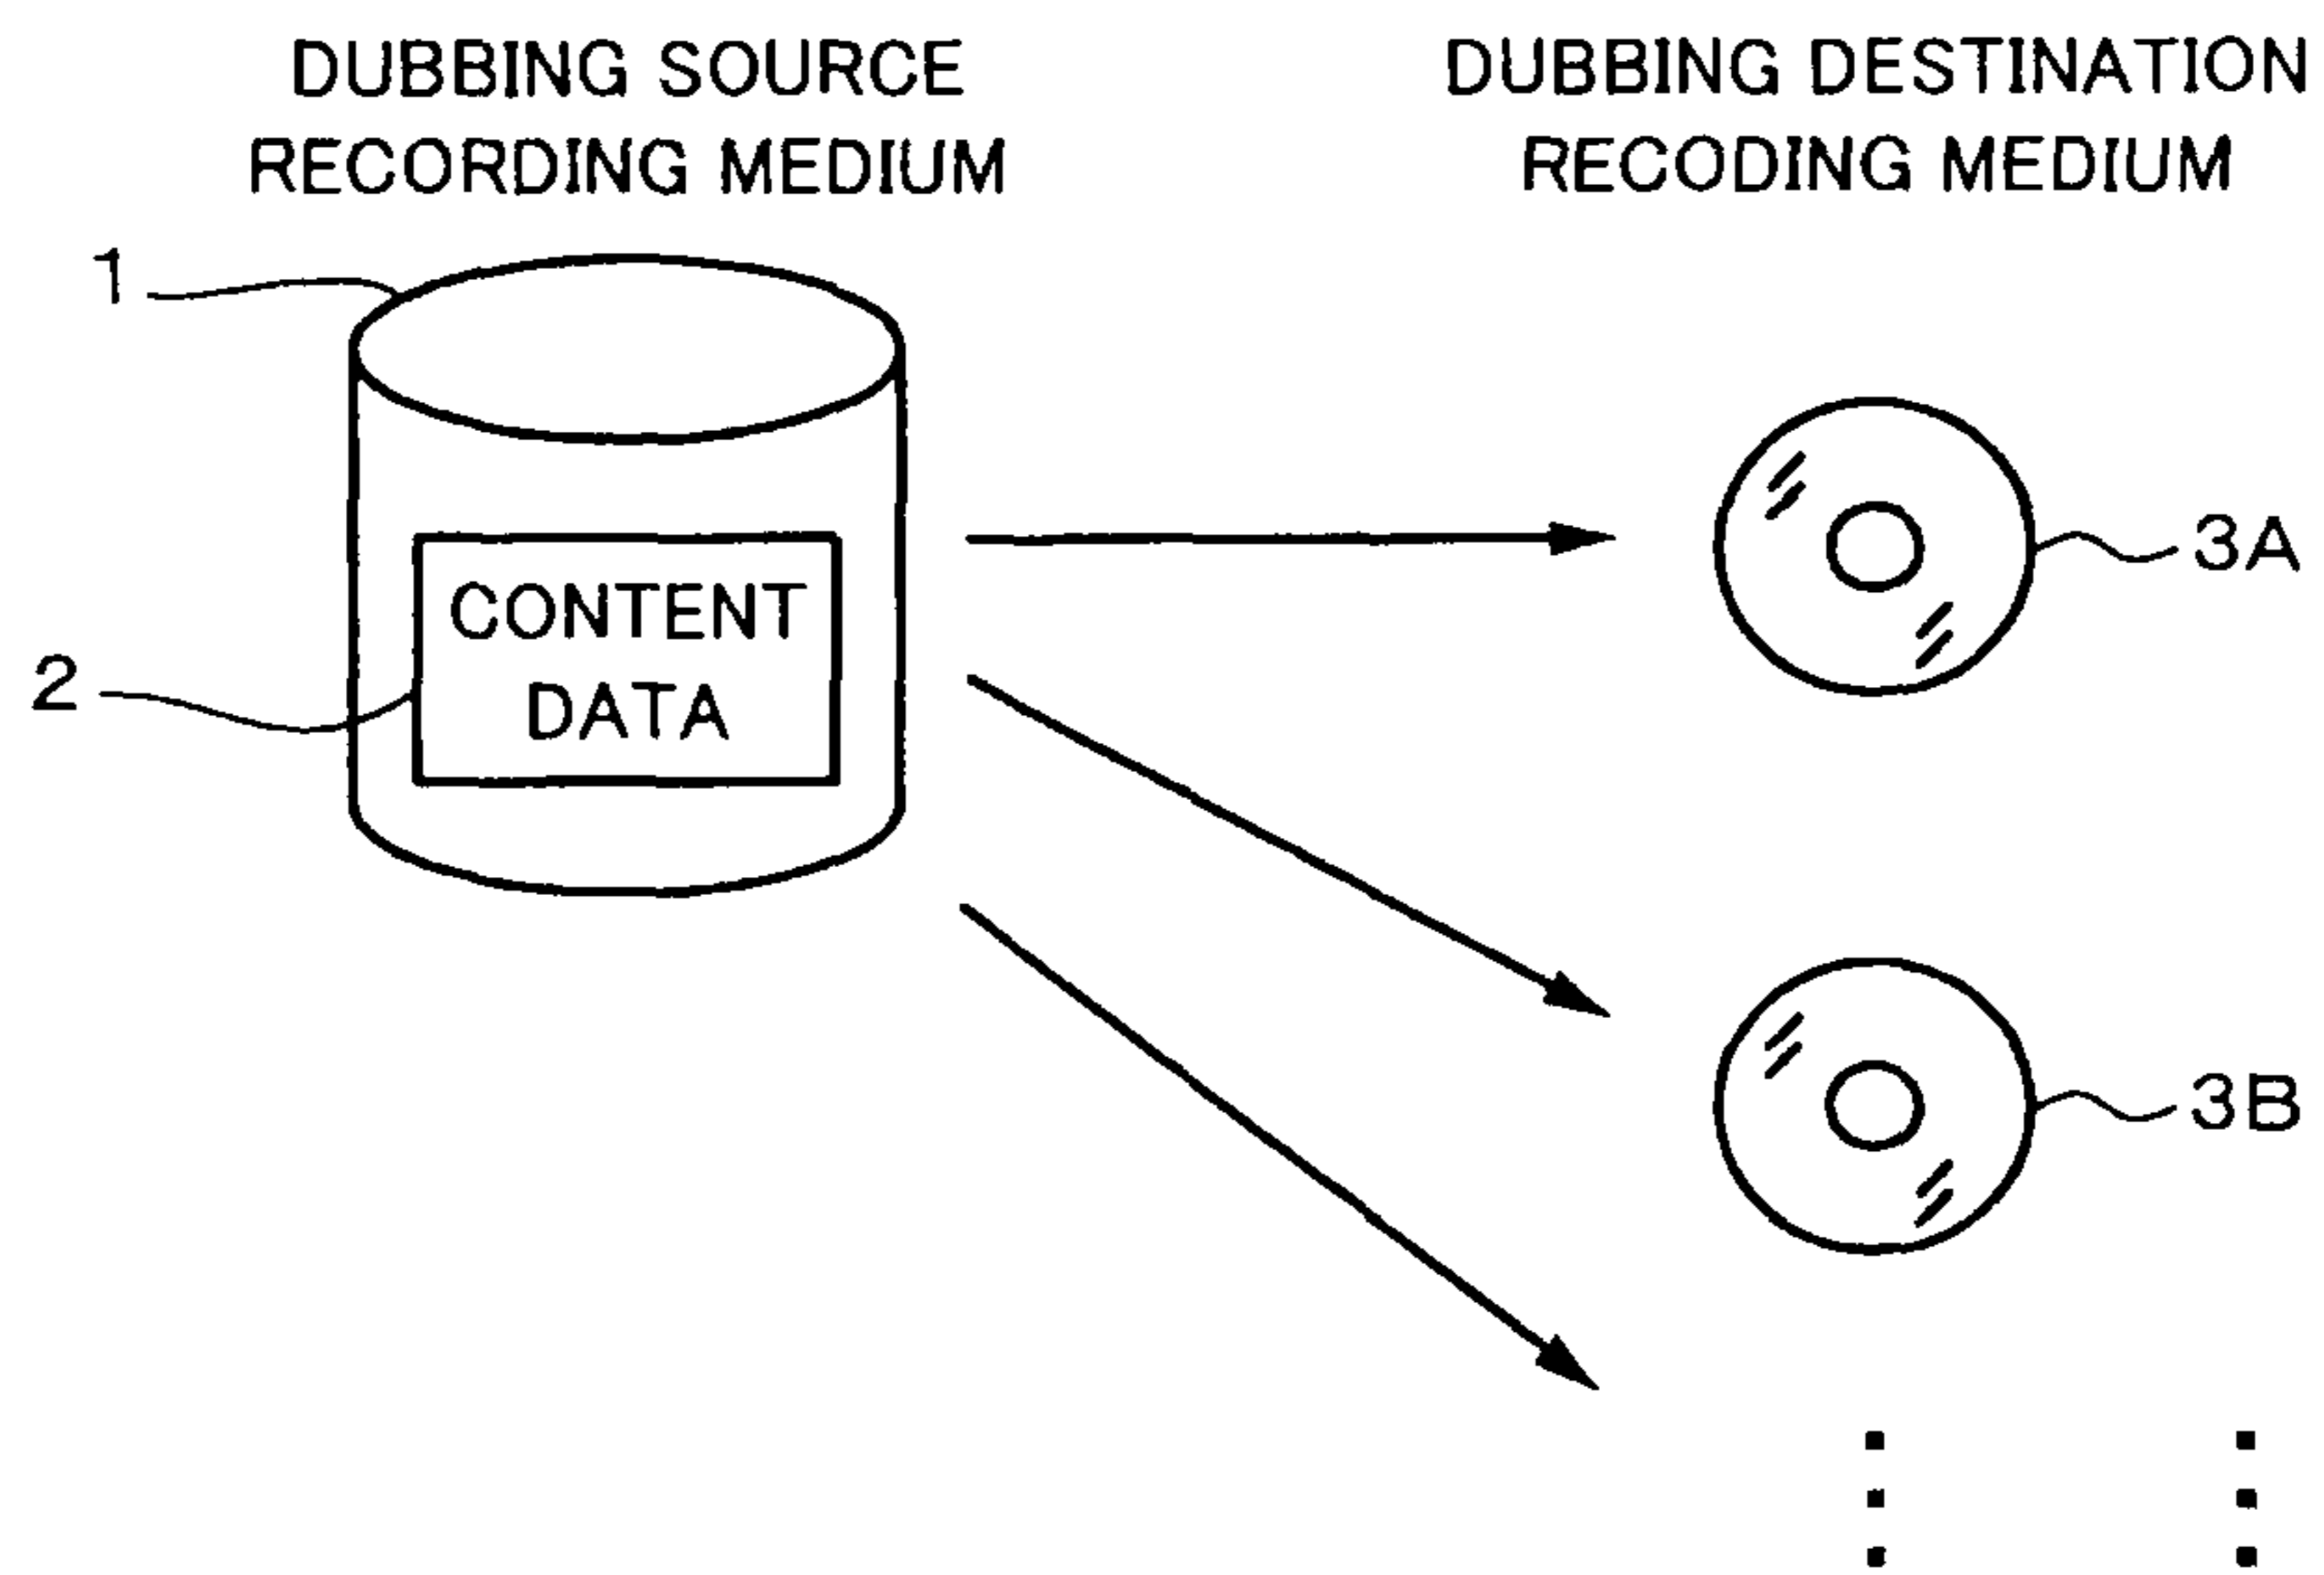 DUBBING SOURCE
RECORDING MEDIUM
DUBBING DESTINATION
RECODING MEDIUM
1
CONTENT
DATA
2
3A
3B